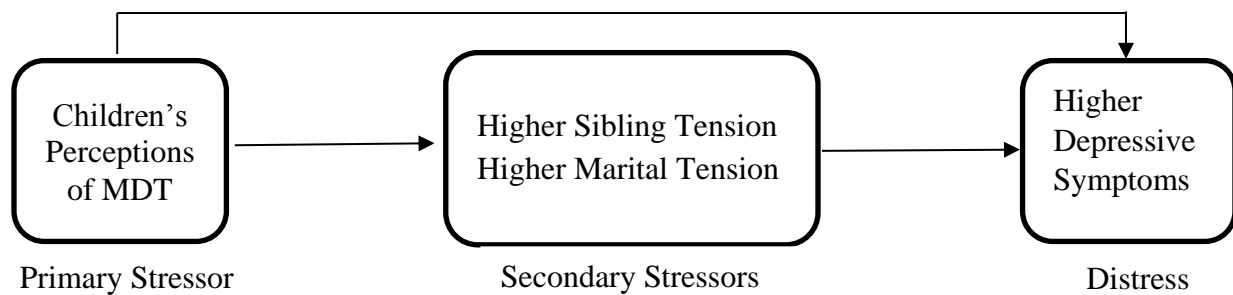 Children’s
Perceptions
of MDT
Higher Sibling Tension
Higher Marital Tension
Higher
Depressive
Symptoms
Primary Stressor
Secondary Stressors
Distress